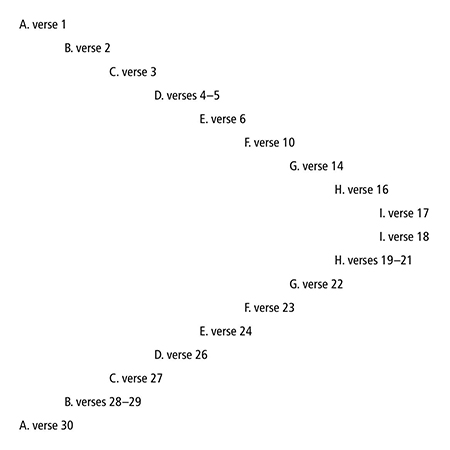 A. verse 1
B. verse 2
C. verse 3
D. verses 4–5
E. verse 6
F. verse 10
G. verse 14
H. verse 16
I. verse 17
I. verse 18
H. verses 19–21
G. verse 22
F. verse 23
E. verse 24
D. verse 26
C. verse 27
B. verses 28–29
A. verse 30